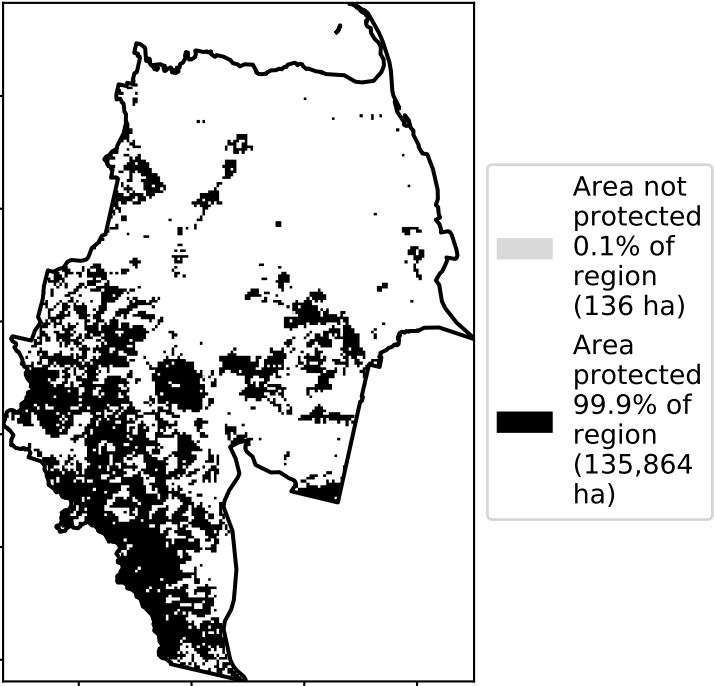 Area not
protected
0.1% of
region
(136 ha)
Area
protected
99.9% of
region
(135,864
ha)